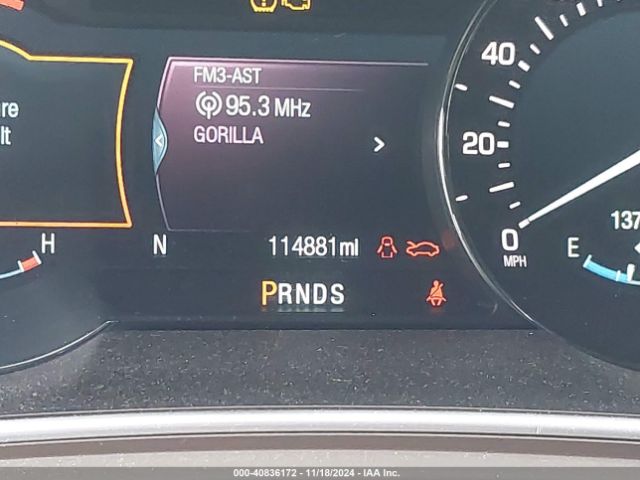 FM3-AST
95.3 MHz
GORILLA
40
20
0
MPH
137
E
ure
lt
H
N
114881mi
PRNDS
000-40836172 - 11/18/2024 - IAA Inc.